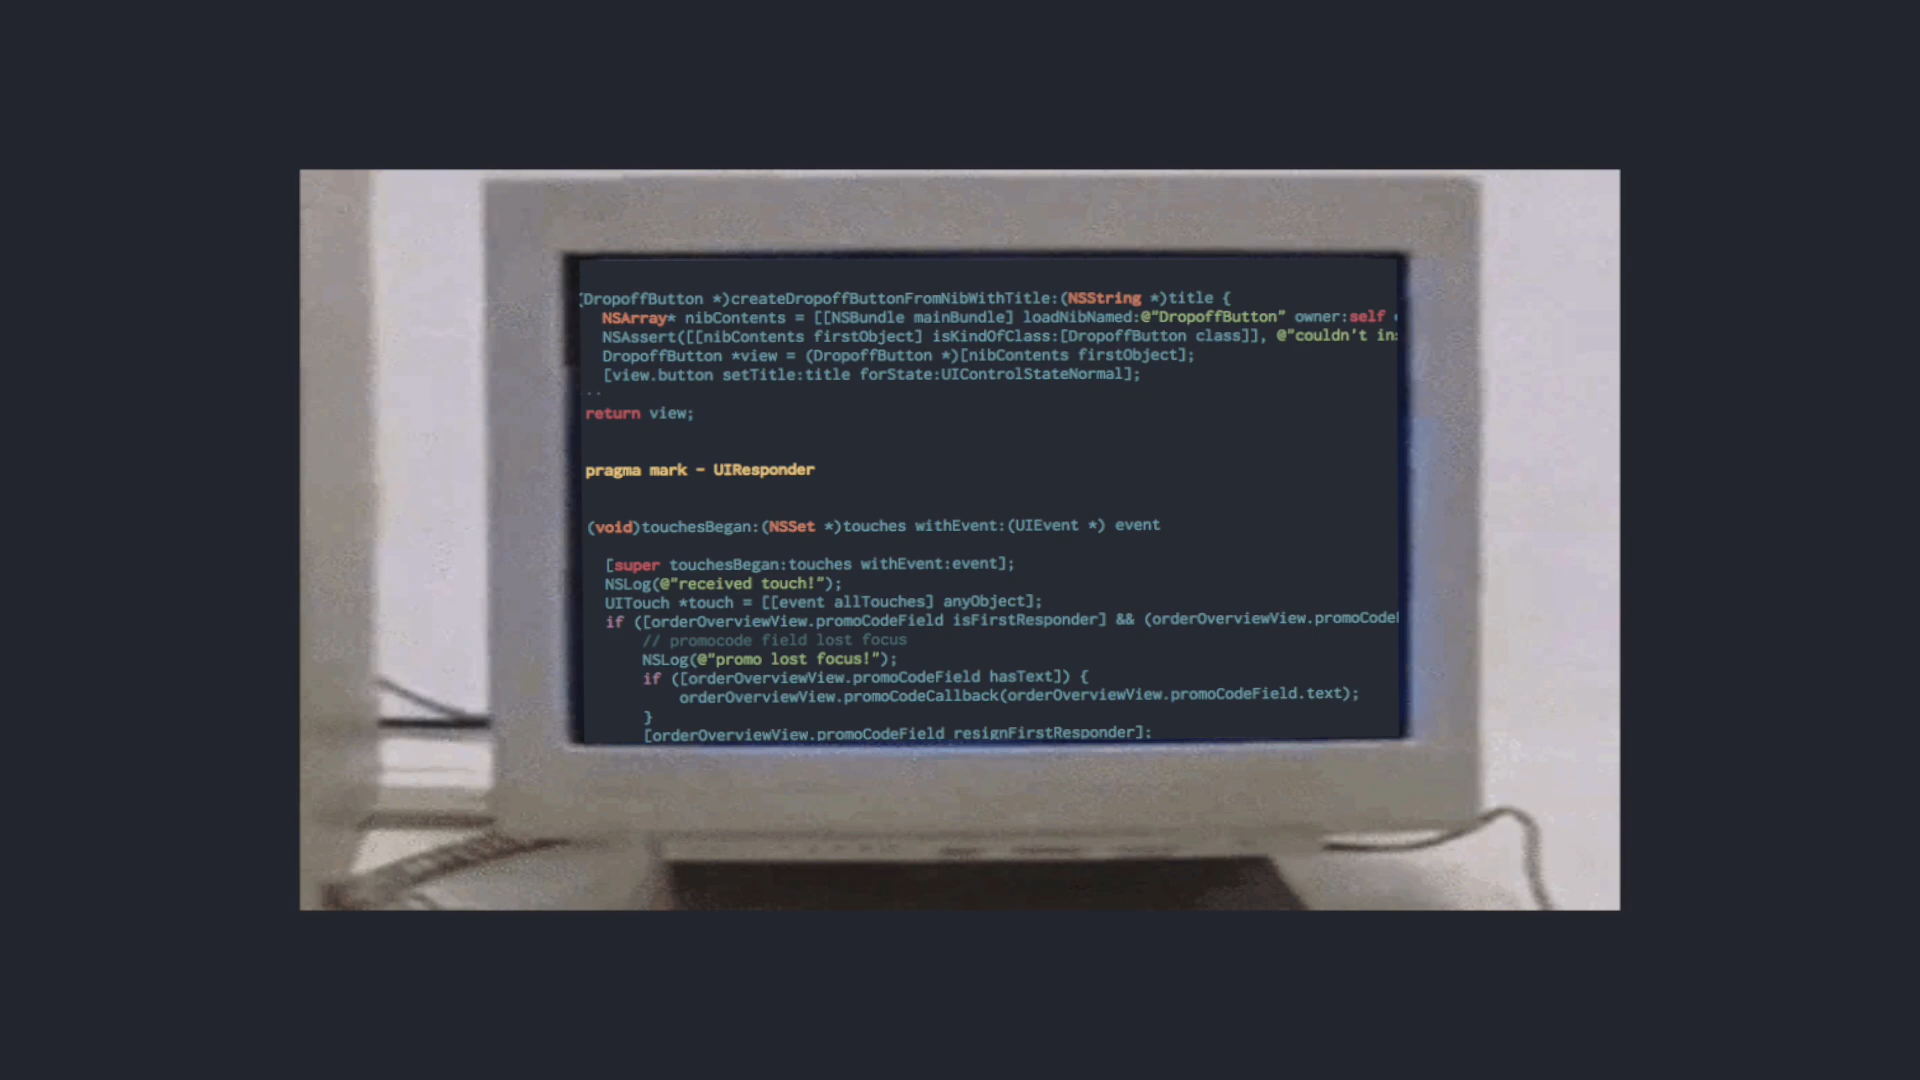 (DropoffButton *)createDropoffButtonFromNibWithTitle:(NSString *)title {
NSArray* nibContents = [[NSBundle mainBundle] loadNibNamed:@"DropoffButton" owner:self
NSAssert([[nibContents firstObject] isKindOfClass:[DropoffButton class]], @"couldn't ins
DropoffButton *view = (DropoffButton *)[nibContents firstObject];
[view.button setTitle:title forState:UIControlStateNormal];
return view;
pragma mark - UIResponder
(void)touchesBegan:(NSSet *)touches withEvent:(UIEvent *) event
[super touchesBegan:touches withEvent:event];
NSLog(@"received touch!");
UITouch *touch = [[event allTouches] anyObject];
if ([orderOverviewView.promoCodeField isFirstResponder] && (orderOverviewView.promoCode
// promocode field lost focus
NSLog(@"promo lost focus!");
if ([orderOverviewView.promoCodeField hasText]) {
orderOverviewView.promoCodeCallback(orderOverviewView.promoCodeField.text);
}
[orderOverviewView.promoCodeField resignFirstResponder];